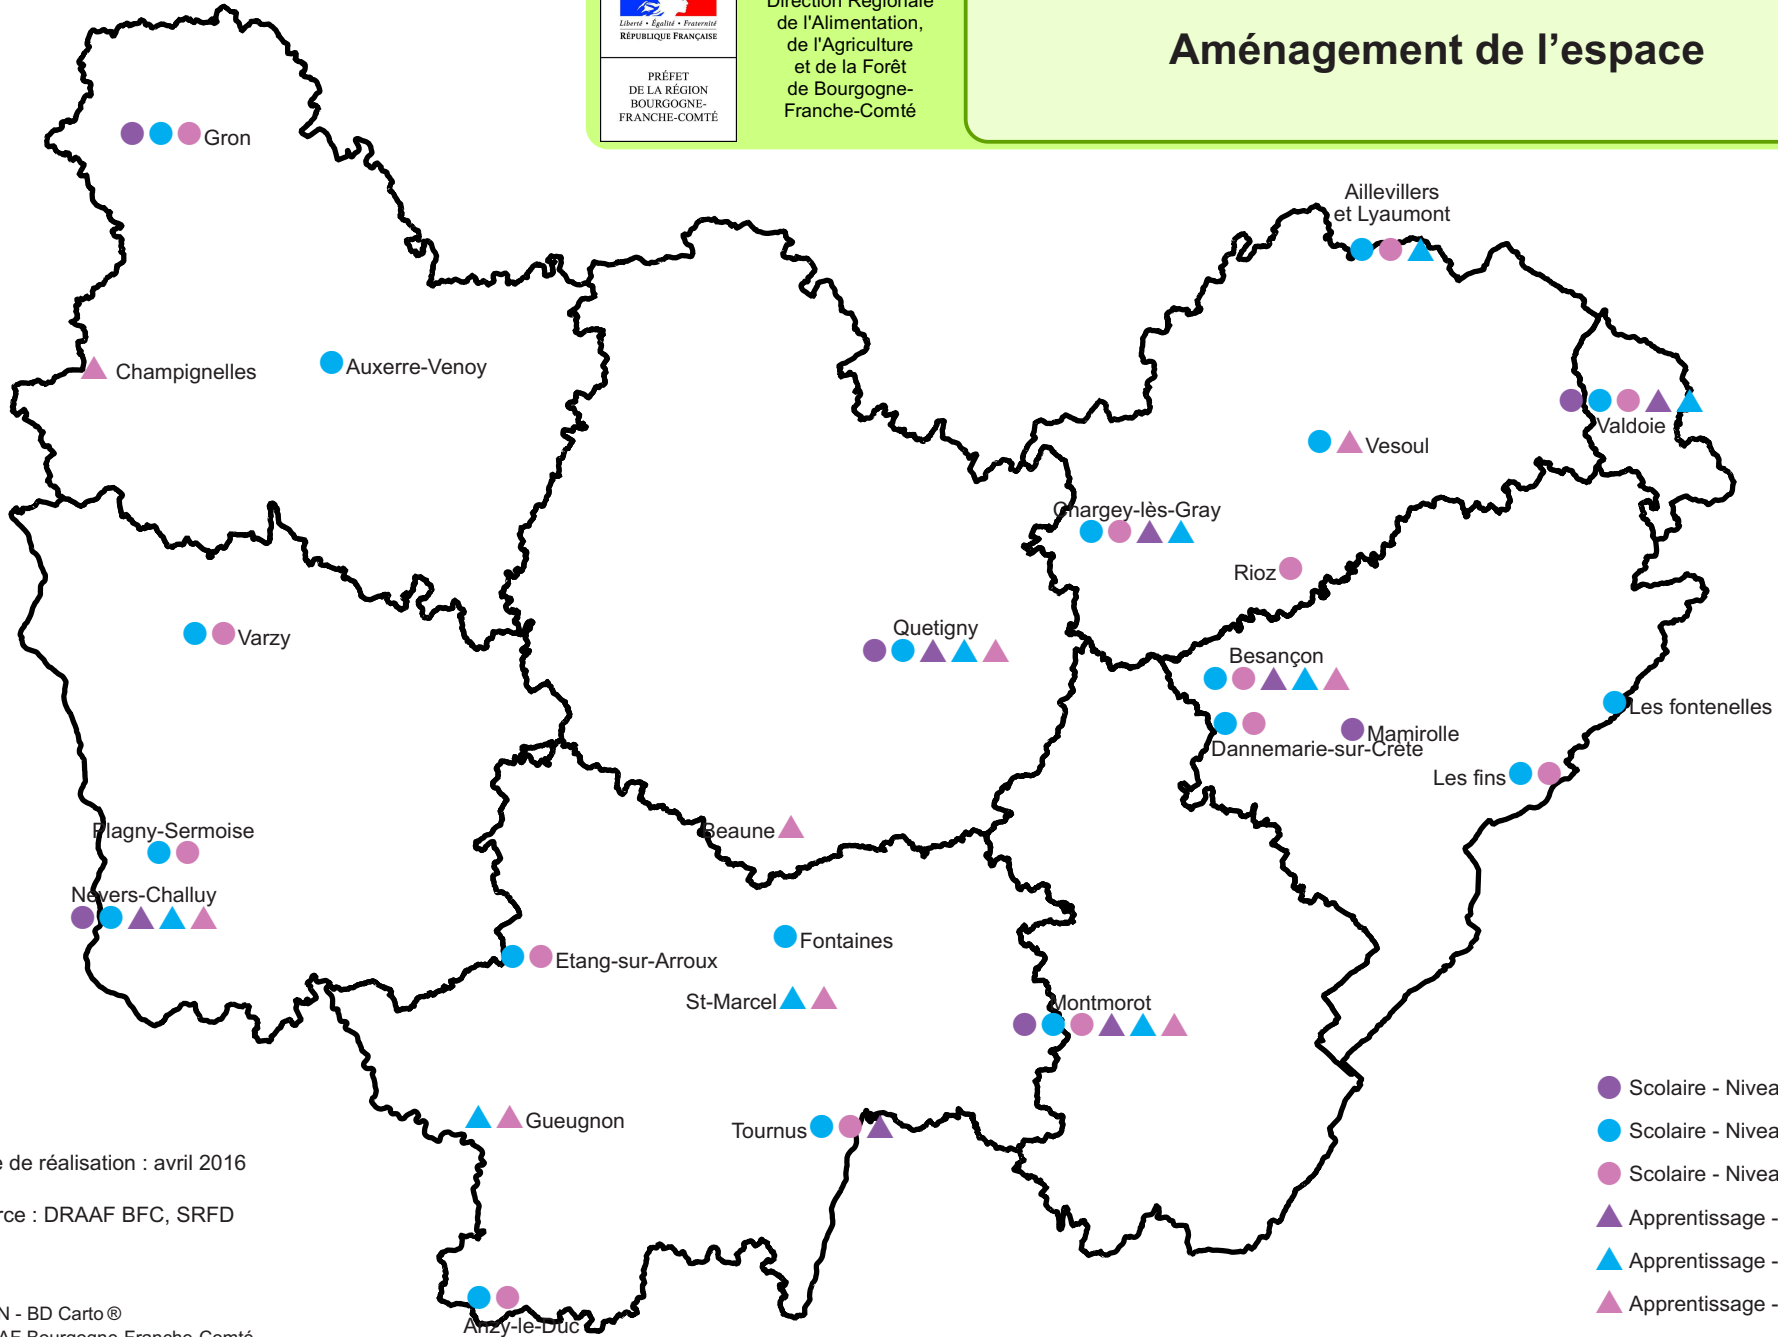 Direction Régionale
de l'Alimentation,
de l'Agriculture
et de la Forêt
de Bourgogne-
Franche-Comté
Liberté • Égalité • Fraternité
RÉPUBLIQUE FRANÇAISE
PRÉFET
DE LA RÉGION
BOURGOGNE-
FRANCHE-COMTÉ
Aménagement de l’espace
Gron
Aillevillers
et Lyaumont
Champignelles
Auxerre-Venoy
Valdoie
Vesoul
Chargey-lès-Gray
Rioz
Varzy
Quetigny
Besançon
Les fontenelles
Mamirolle
Dannemarie-sur-Crète
Les fins
Plagny-Sermoise
Beaune
Nevers-Challuy
Fontaines
Etang-sur-Arroux
St-Marcel
Montmorot
Gueugnon
Tournus
Anzy-le-Duc
Scolaire - Nivea
Scolaire - Nivea
Scolaire - Nivea
Apprentissage -
Apprentissage -
Apprentissage -
e de réalisation : avril 2016
rce : DRAAF BFC, SRFD
N - BD Carto ®
AF Bourgogne-Franche-Comté